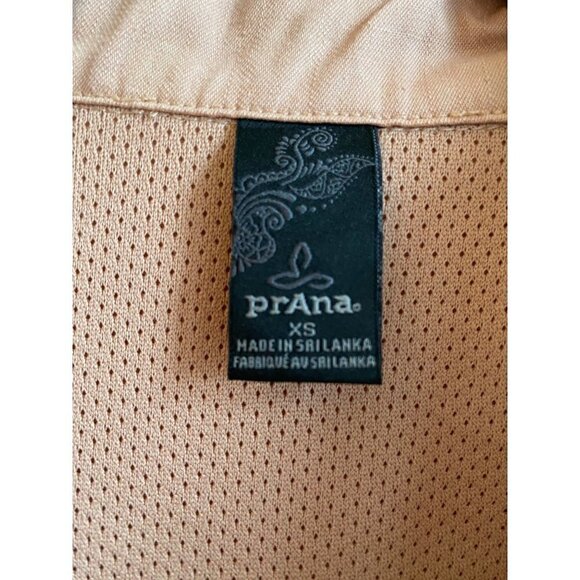 prAna
XS
MADE IN SRI LANKA
FABRIQUÉ AU SRI LANKA